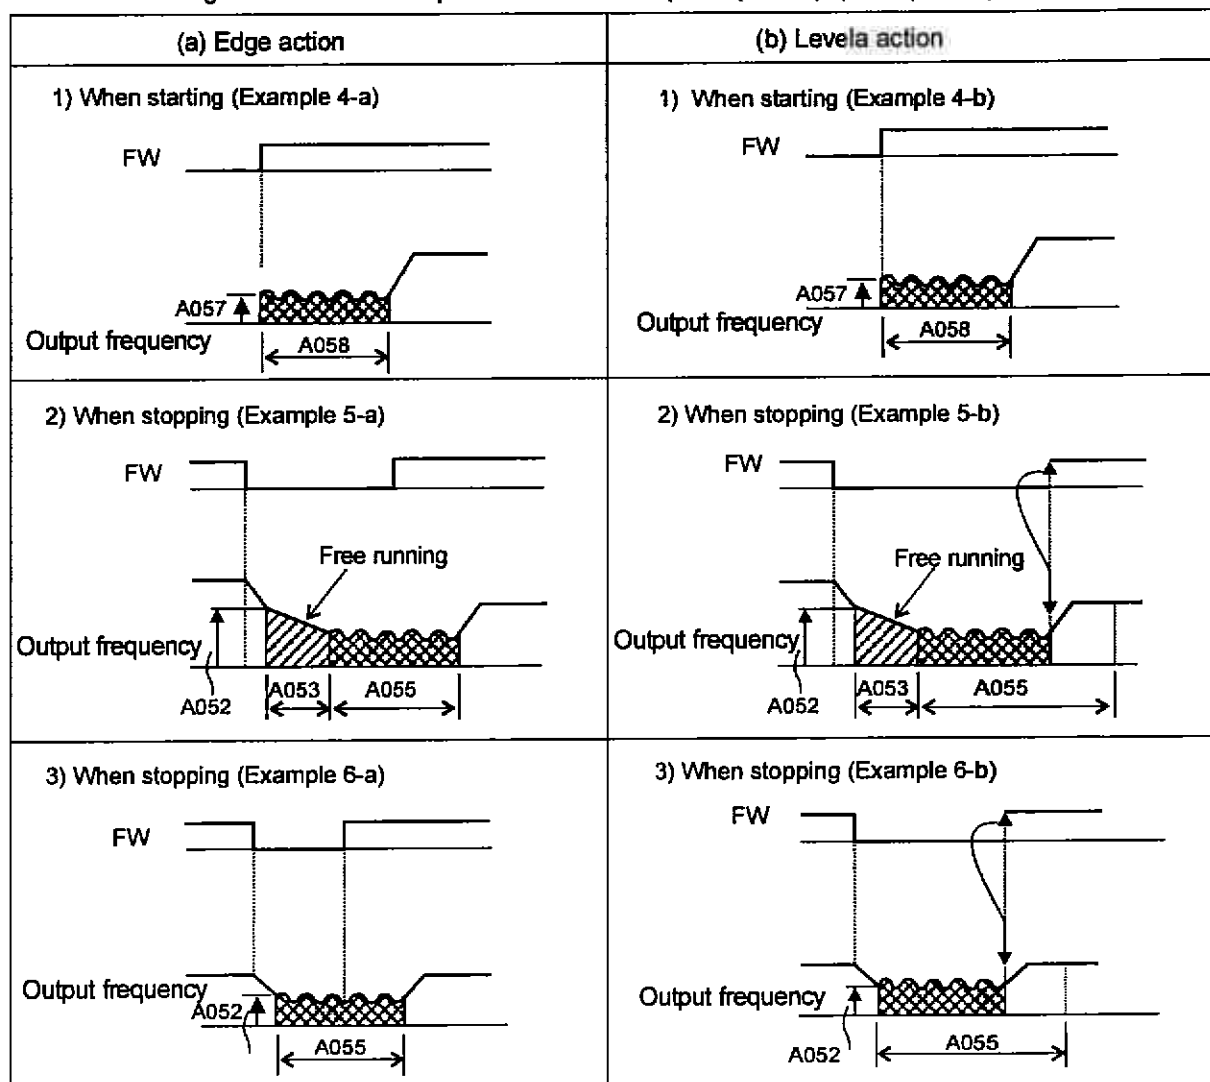 (a) Edge action
(b) Levela action
1) When starting (Example 4-a)
FW
A057
Output frequency
A058
1) When starting (Example 4-b)
FW
A057
Output frequency
A058
2) When stopping (Example 5-a)
FW
Free running
Output frequency
A052
A053
A055
2) When stopping (Example 5-b)
FW
Free running
Output frequency
A052
A053
A055
3) When stopping (Example 6-a)
FW
Output frequency
A052
A055
3) When stopping (Example 6-b)
FW
Output frequency
A052
A055